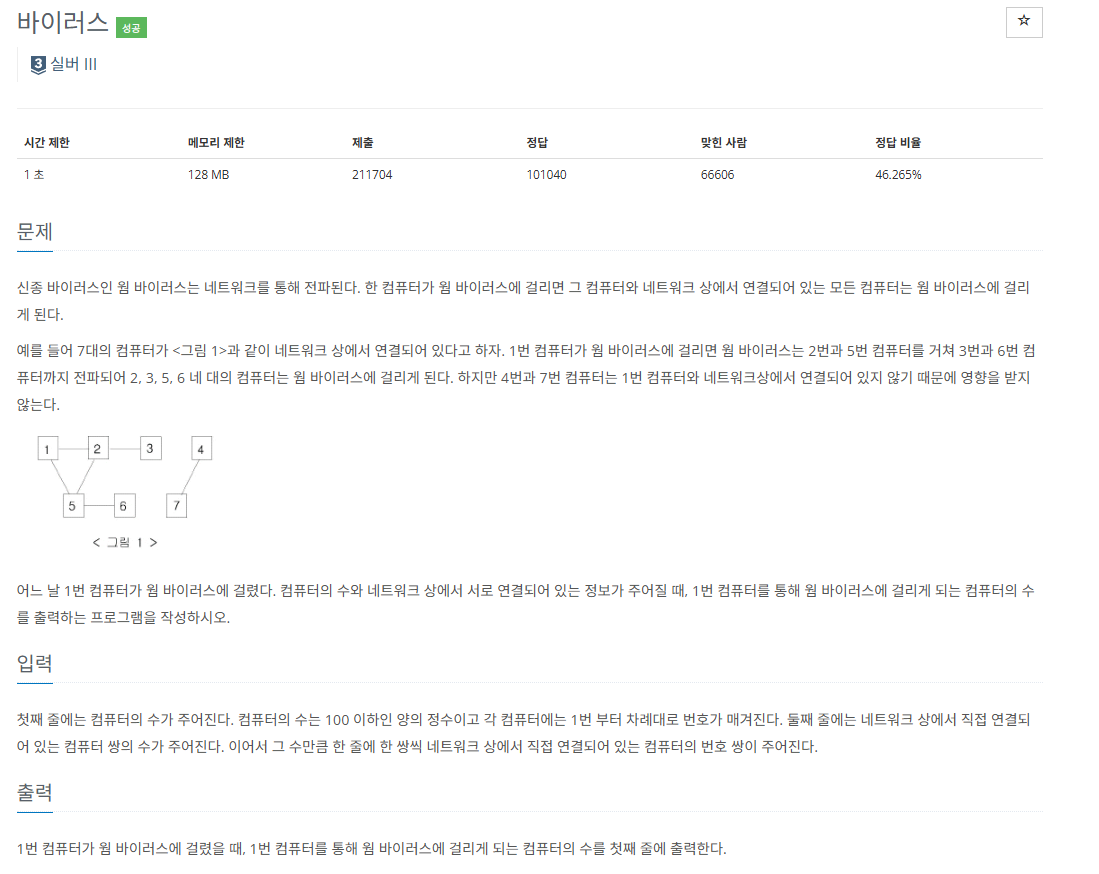 바이러스 성공
☆
3 실버 III
시간 제한 메모리 제한 제출 정답 맞힌 사람 정답 비율
1 초 128 MB 211704 101040 66606 46.265%
문제
신종 바이러스인 웜 바이러스는 네트워크를 통해 전파된다. 한 컴퓨터가 웜 바이러스에 걸리면 그 컴퓨터와 네트워크 상에서 연결되어 있는 모든 컴퓨터는 웜 바이러스에 걸리
게 된다.
예를 들어 7대의 컴퓨터가 <그림 1>과 같이 네트워크 상에서 연결되어 있다고 하자. 1번 컴퓨터가 웜 바이러스에 걸리면 웜 바이러스는 2번과 5번 컴퓨터를 거쳐 3번과 6번 컴
퓨터까지 전파되어 2, 3, 5, 6 네 대의 컴퓨터는 웜 바이러스에 걸리게 된다. 하지만 4번과 7번 컴퓨터는 1번 컴퓨터와 네트워크상에서 연결되어 있지 않기 때문에 영향을 받지
않는다.
1 2 3 4
5 6 7
< 그림 1 >
어느 날 1번 컴퓨터가 웜 바이러스에 걸렸다. 컴퓨터의 수와 네트워크 상에서 서로 연결되어 있는 정보가 주어질 때, 1번 컴퓨터를 통해 웜 바이러스에 걸리게 되는 컴퓨터의 수
를 출력하는 프로그램을 작성하시오.
입력
첫째 줄에는 컴퓨터의 수가 주어진다. 컴퓨터의 수는 100 이하인 양의 정수이고 각 컴퓨터에는 1번 부터 차례대로 번호가 매겨진다. 둘째 줄에는 네트워크 상에서 직접 연결되
어 있는 컴퓨터 쌍의 수가 주어진다. 이어서 그 수만큼 한 줄에 한 쌍씩 네트워크 상에서 직접 연결되어 있는 컴퓨터의 번호 쌍이 주어진다.
출력
1번 컴퓨터가 웜 바이러스에 걸렸을 때, 1번 컴퓨터를 통해 웜 바이러스에 걸리게 되는 컴퓨터의 수를 첫째 줄에 출력한다.